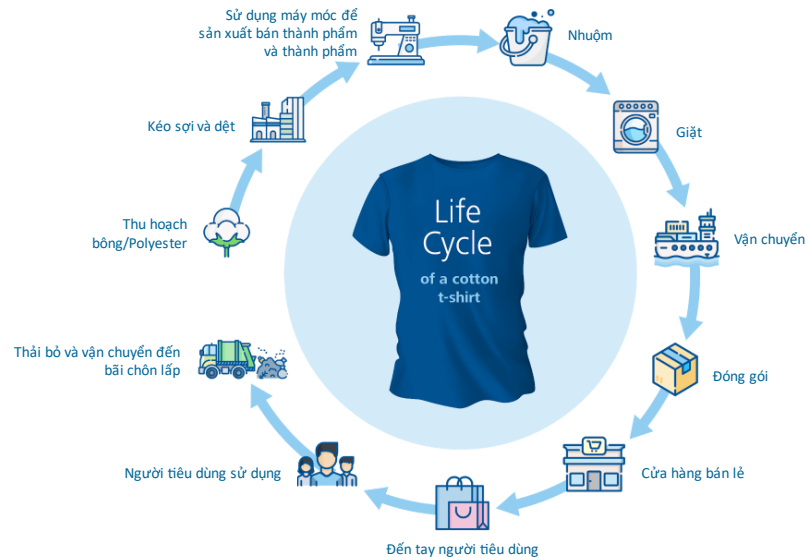 Sử dụng máy móc để
sản xuất bán thành phẩm
và thành phẩm
Nhuộm
Kéo sợi và dệt
Giặt
Life
Cycle
of a cotton
t-shirt
Thu hoạch
bông/Polyester
Vận chuyển
Thải bỏ và vận chuyển đến
bãi chôn lấp
Đóng gói
Người tiêu dùng sử dụng
Cửa hàng bán lẻ
Đến tay người tiêu dùng